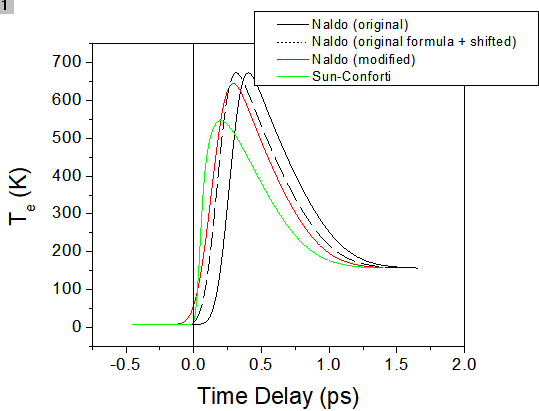 1
Naldo (original)
Naldo (original formula + shifted)
Naldo (modified)
Sun-Conforti
700
600
500
400
300
200
100
0
Te (K)
-0.5
0.0
0.5
1.0
1.5
2.0
Time Delay (ps)